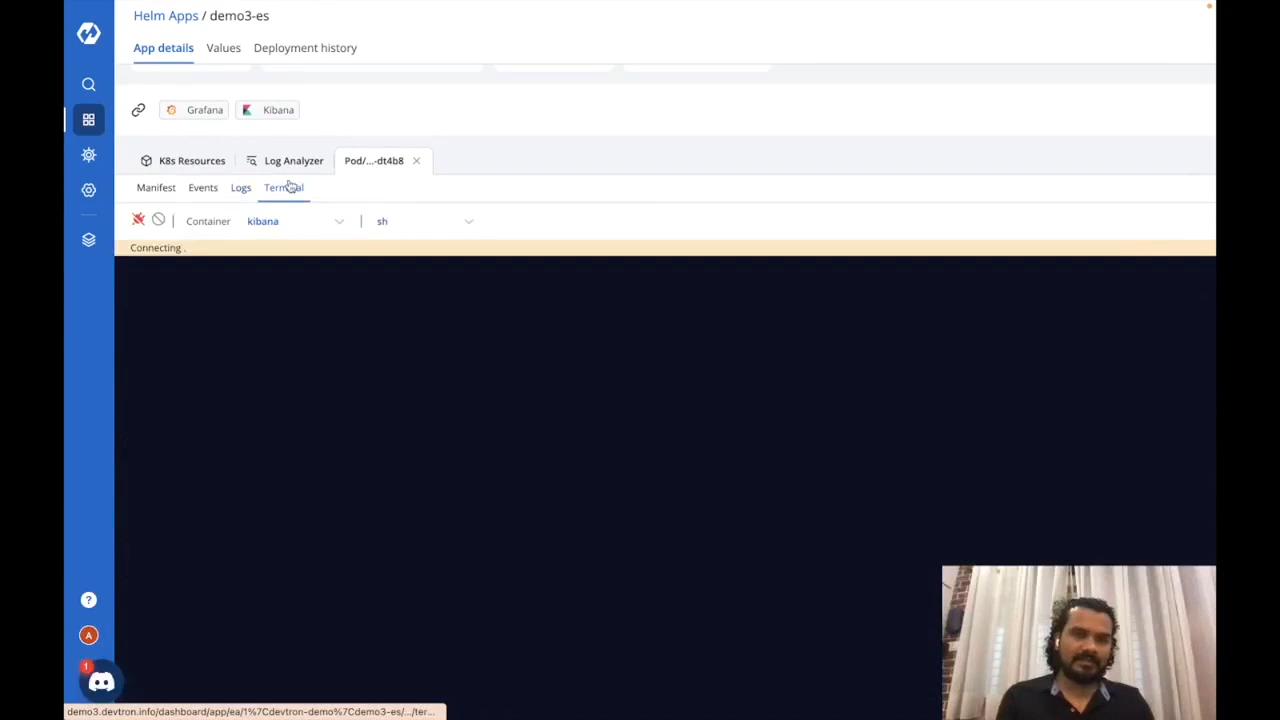 Helm Apps / demo3-es
App details Values Deployment history
Grafana Kibana
K8s Resources Log Analyzer Pod/...-dt4b8
Manifest Events Logs Terminal
Container kibana | sh
Connecting .
?
A
1
demo3.devtron.info/dashboard/app/ea/1%7Cdevtron-demo%7Cdemo3-es/.../ter...